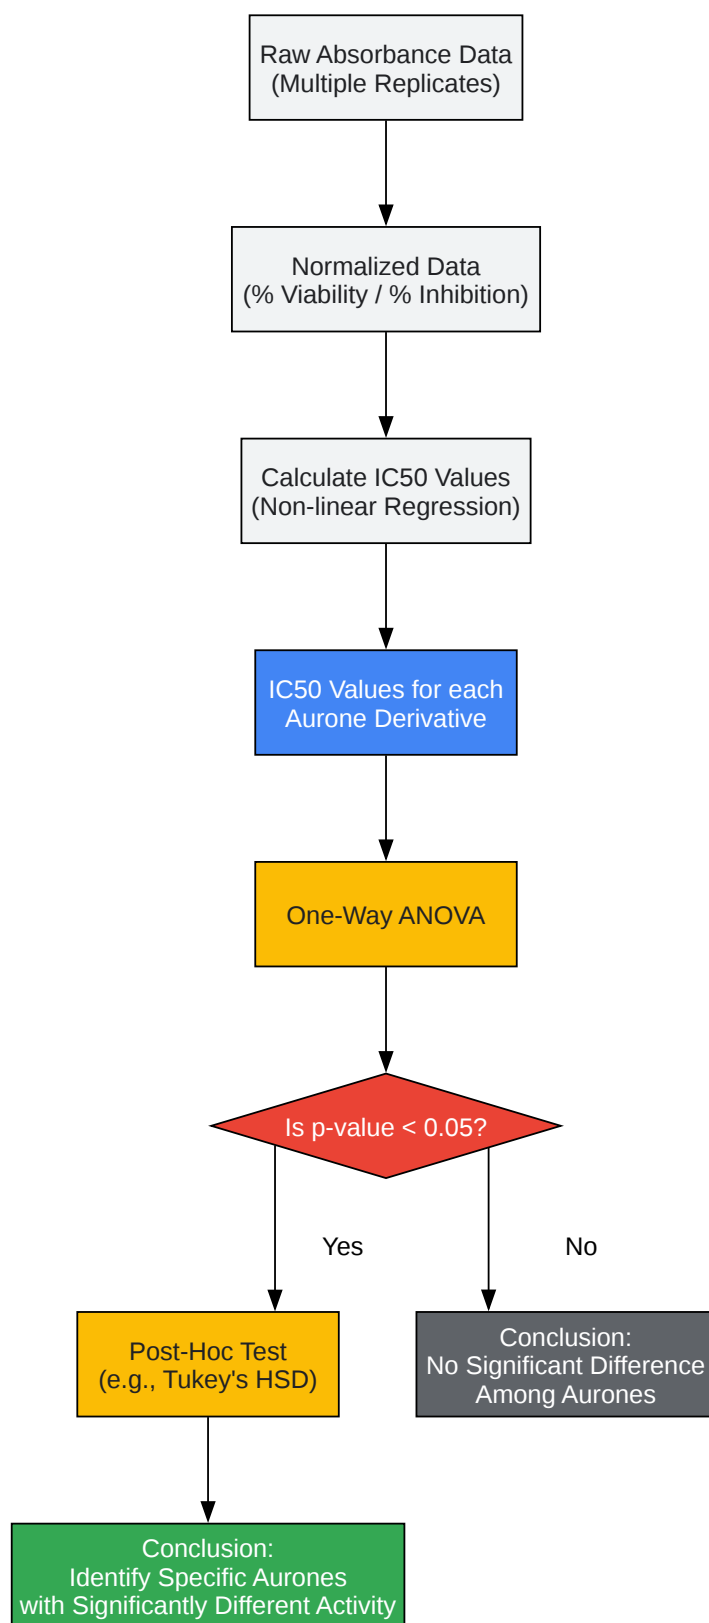 Raw Absorbance Data
(Multiple Replicates)
Normalized Data
(% Viability / % Inhibition)
Calculate IC50 Values
(Non-linear Regression)
IC50 Values for each
Aurone Derivative
One-Way ANOVA
Is p-value < 0.05?
Yes
No
Post-Hoc Test
(e.g., Tukey's HSD)
Conclusion:
No Significant Difference
Among Aurones
Conclusion:
Identify Specific Aurones
with Significantly Different Activity